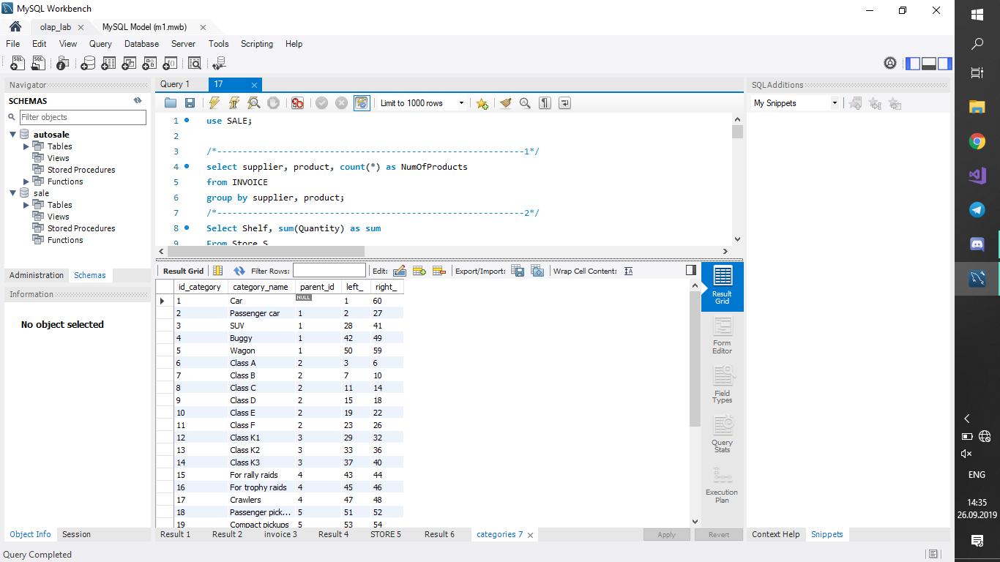 MySQL Workbench
olap_lab
MySQL Model (m1.mwb)
File Edit View Query Database Server Tools Scripting Help
Navigator
SCHEMAS
Filter objects
autosale
Tables
Views
Stored Procedures
Functions
sale
Tables
Views
Stored Procedures
Functions
Administration Schemas
Information
No object selected
Object Info Session
Query Completed
Query 1 17
Limit to 1000 rows
1 use SALE;
2
3 /*------------------------------------------------------------1*/
4 select supplier, product, count(*) as NumOfProducts
5 from INVOICE
6 group by supplier, product;
7 /*------------------------------------------------------------2*/
8 Select Shelf, sum(Quantity) as sum
9 From Store S
Result Grid Filter Rows: Edit: Export/Import: Wrap Cell Content:
id_category category_name parent_id left_ right_
1 Car NULL 1 60
2 Passenger car 1 2 27
3 SUV 1 28 41
4 Buggy 1 42 49
5 Wagon 1 50 59
6 Class A 2 3 6
7 Class B 2 7 10
8 Class C 2 11 14
9 Class D 2 15 18
10 Class E 2 19 22
11 Class F 2 23 26
12 Class K1 3 29 32
13 Class K2 3 33 36
14 Class K3 3 37 40
15 For rally raids 4 43 44
16 For trophy raids 4 45 46
17 Crawlers 4 47 48
18 Passenger pick... 5 51 52
19 Compact pickups 5 53 54
Result 1 Result 2 invoice 3 Result 4 STORE 5 Result 6 categories 7
Apply Revert
Result
Grid
Form
Editor
Field
Types
Query
Stats
Execution
Plan
SQLAdditions
My Snippets
Context Help Snippets
ENG
14:35
26.09.2019